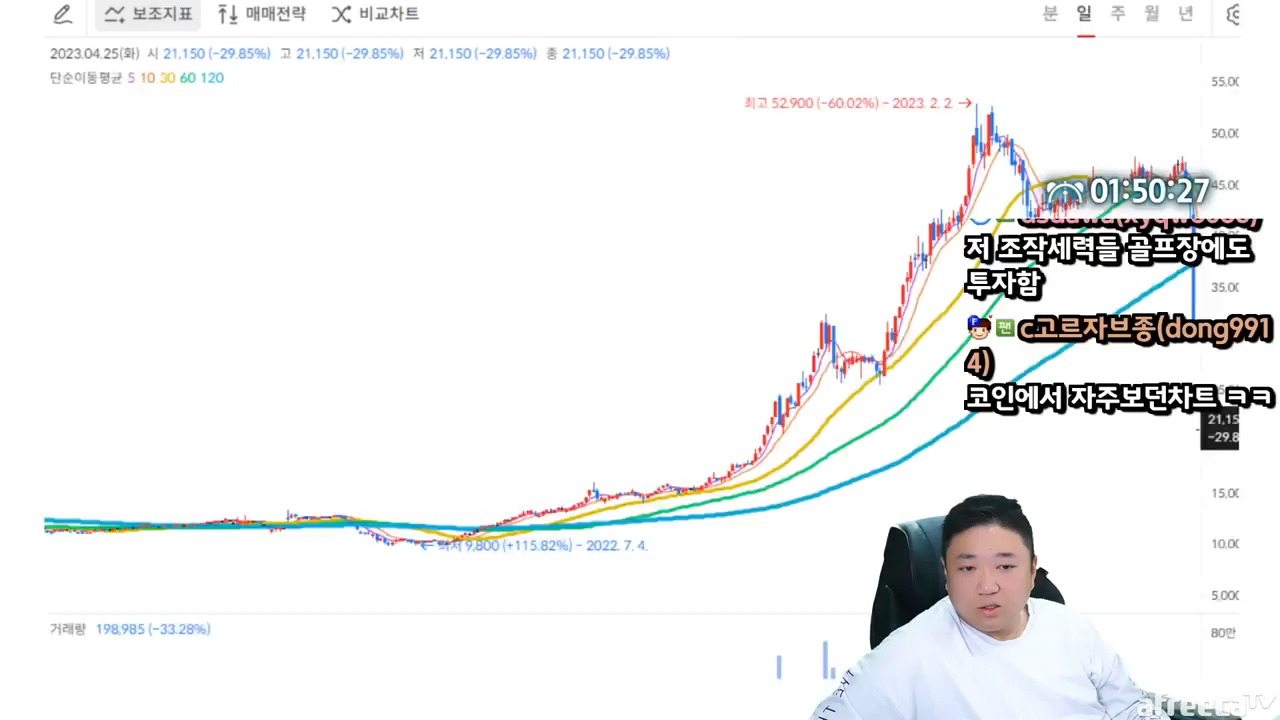 보조지표 매매전략 비교차트 분 일 주 월 년
2023.04.25(화) 시 21,150 (-29.85%) 고 21,150 (-29.85%) 저 21,150 (-29.85%) 종 21,150 (-29.85%)
단순이동평균 5 10 30 60 120
55,00
최고 52,900 (-60.02%) - 2023. 2. 2. →
50,00
45,00
01:50:27
저 조작세력들 골프장에도
투자함
35,00
팬 c고르자브종(dong991
4)
코인에서 자주보던차트 ㅋㅋ
21,15
-29.8
15,00
← 최저 9,800 (+115.82%) - 2022. 7. 4.
10,00
5,000
거래량 198,985 (-33.28%)
80만
afreecaTV